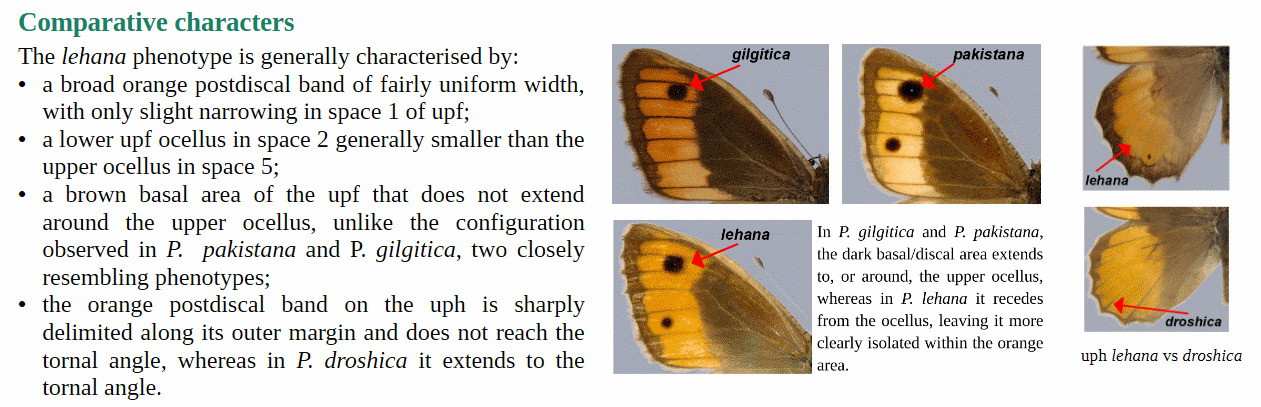 Comparative characters
The lehana phenotype is generally characterised by:
• a broad orange postdiscal band of fairly uniform width,
with only slight narrowing in space 1 of upf;
• a lower upf ocellus in space 2 generally smaller than the
upper ocellus in space 5;
• a brown basal area of the upf that does not extend
around the upper ocellus, unlike the configuration
observed in P. pakistana and P. gilgitica, two closely
resembling phenotypes;
• the orange postdiscal band on the uph is sharply
delimited along its outer margin and does not reach the
tornal angle, whereas in P. droshica it extends to the
tornal angle.
gilgitica
pakistana
lehana
In P. gilgitica and P. pakistana,
the dark basal/discal area extends
to, or around, the upper ocellus,
whereas in P. lehana it recedes
from the ocellus, leaving it more
clearly isolated within the orange
area.
lehana
droshica
uph lehana vs droshica